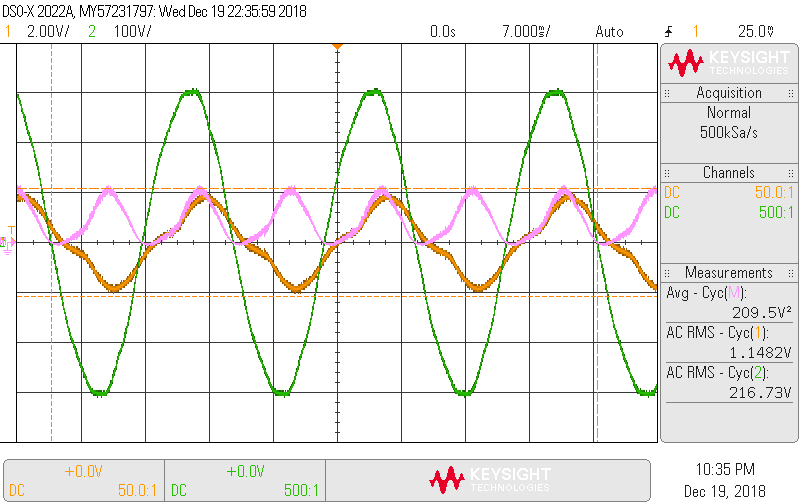 DSO-X 2022A, MY57231797: Wed Dec 19 22:35:59 2018
1 2.00V/ 2 100V/ 0.0s 7.000ms/ Auto 1 25.0mV
KEYSIGHT
TECHNOLOGIES
Acquisition
Normal
500kSa/s
Channels
DC 50.0:1
DC 500:1
Measurements
Avg - Cyc(M):
209.5V²
AC RMS - Cyc(1):
1.1482V
AC RMS - Cyc(2):
216.73V
+0.0V
DC 50.0:1
+0.0V
DC 500:1
KEYSIGHT
TECHNOLOGIES
10:35 PM
Dec 19, 2018